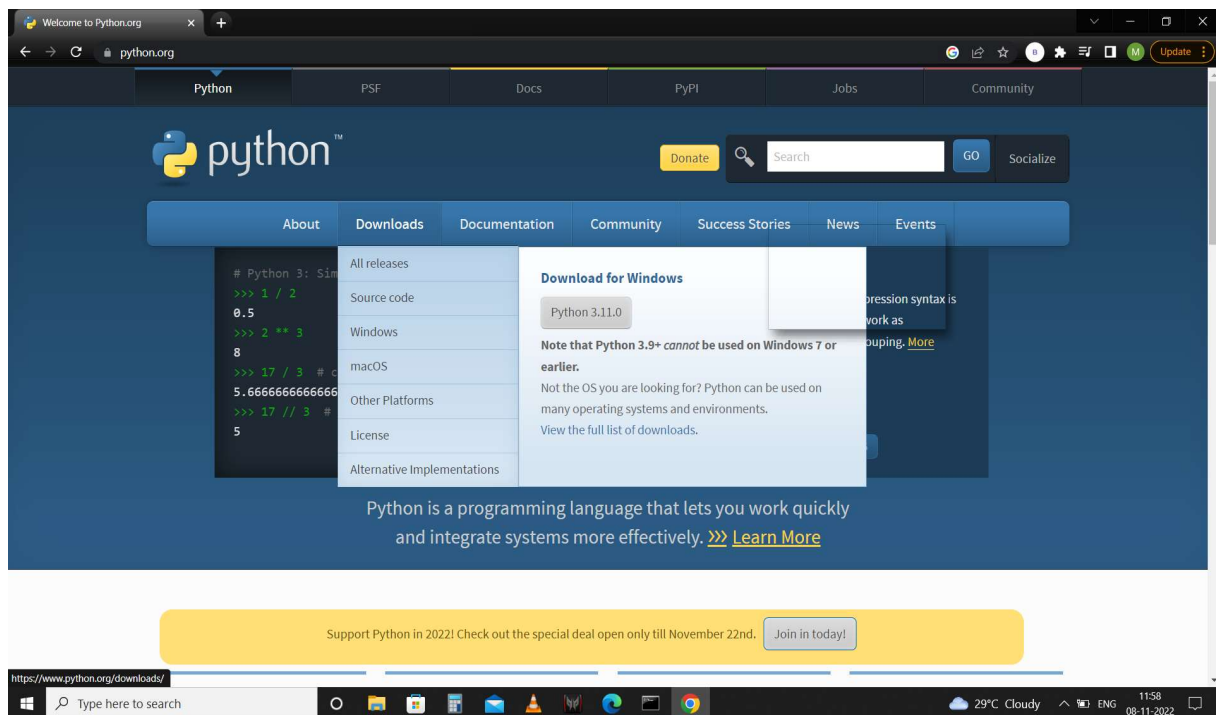 Welcome to Python.org
python.org
Update
Python PSF Docs PyPI Jobs Community
python™
Donate Search GO Socialize
About Downloads Documentation Community Success Stories News Events
# Python 3: Sim
>>> 1 / 2
0.5
>>> 2 ** 3
8
>>> 17 / 3 # c
5.6666666666666
>>> 17 // 3 #
5
All releases
Source code
Windows
macOS
Other Platforms
License
Alternative Implementations
Download for Windows
Python 3.11.0
Note that Python 3.9+ cannot be used on Windows 7 or
earlier.
Not the OS you are looking for? Python can be used on
many operating systems and environments.
View the full list of downloads.
pression syntax is
work as
ouping. More
Python is a programming language that lets you work quickly
and integrate systems more effectively. >>> Learn More
Support Python in 2022! Check out the special deal open only till November 22nd. Join in today!
https://www.python.org/downloads/
Type here to search
29°C Cloudy ENG 11:58
08-11-2022